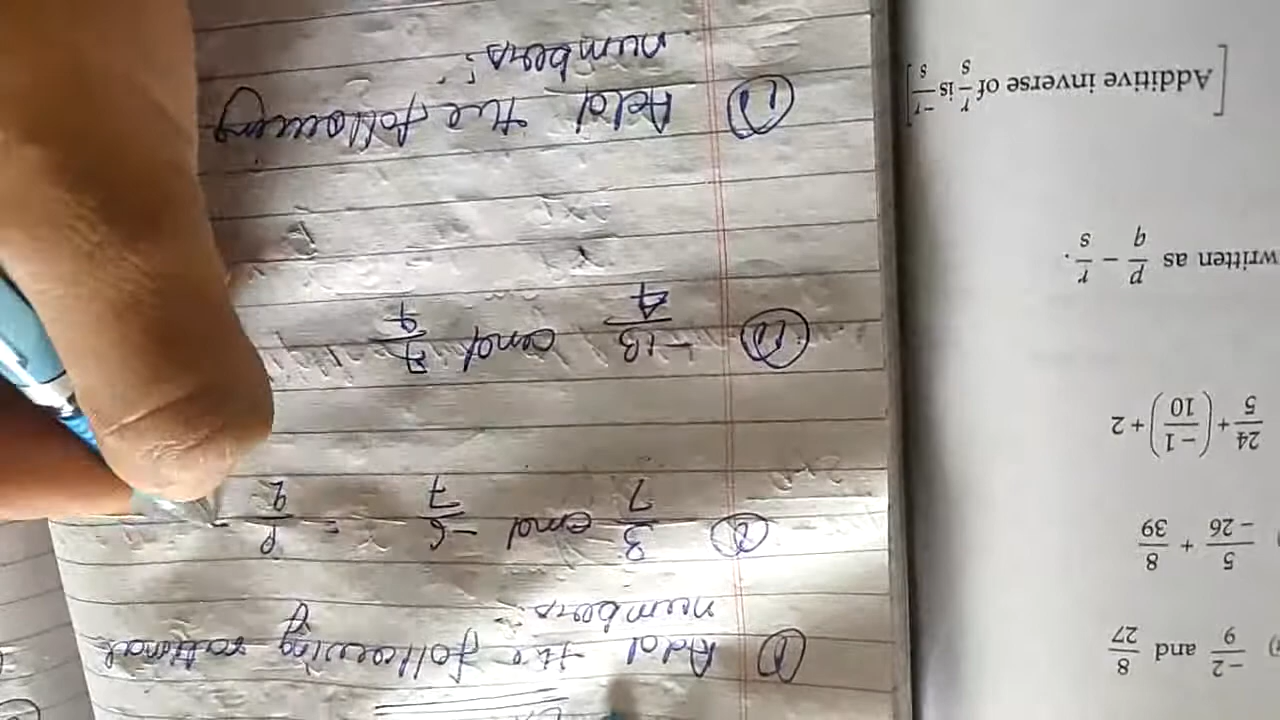 ① Add the following rational
numbers.
ⓘ 3/7 and -6/7 = p/q
ⓘⓘ -13/4 and 7/4
② Add the following
numbers:
-2/9 and 8/27
5/-26 + 8/39
24/5 + (-1/10) + 2
written as p/q - r/s.
[Additive inverse of r/s is -r/s]